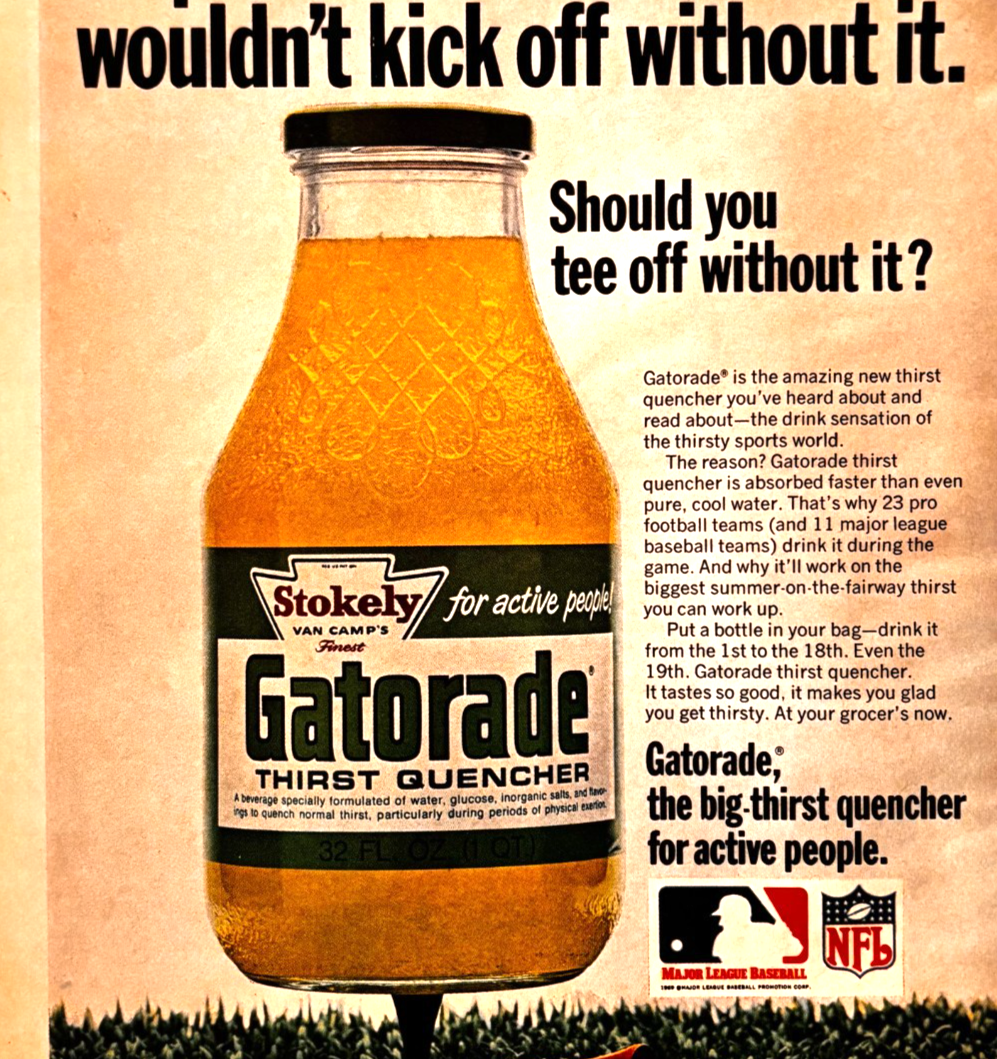 wouldn't kick off without it.
Should you
tee off without it?
Gatorade® is the amazing new thirst
quencher you've heard about and
read about—the drink sensation of
the thirsty sports world.
The reason? Gatorade thirst
quencher is absorbed faster than even
pure, cool water. That's why 23 pro
football teams (and 11 major league
baseball teams) drink it during the
game. And why it'll work on the
biggest summer-on-the-fairway thirst
you can work up.
Put a bottle in your bag—drink it
from the 1st to the 18th. Even the
19th. Gatorade thirst quencher.
It tastes so good, it makes you glad
you get thirsty. At your grocer's now.
Gatorade,®
the big-thirst quencher
for active people.
Stokely
VAN CAMP'S
Finest
for active people!
Gatorade®
THIRST QUENCHER
A beverage specially formulated of water, glucose, inorganic salts, and flavor-
ings to quench normal thirst, particularly during periods of physical exertion.
32 FL. OZ. (1 QT.)
MAJOR LEAGUE BASEBALL
1969 ©MAJOR LEAGUE BASEBALL PROMOTION CORP.
NFL